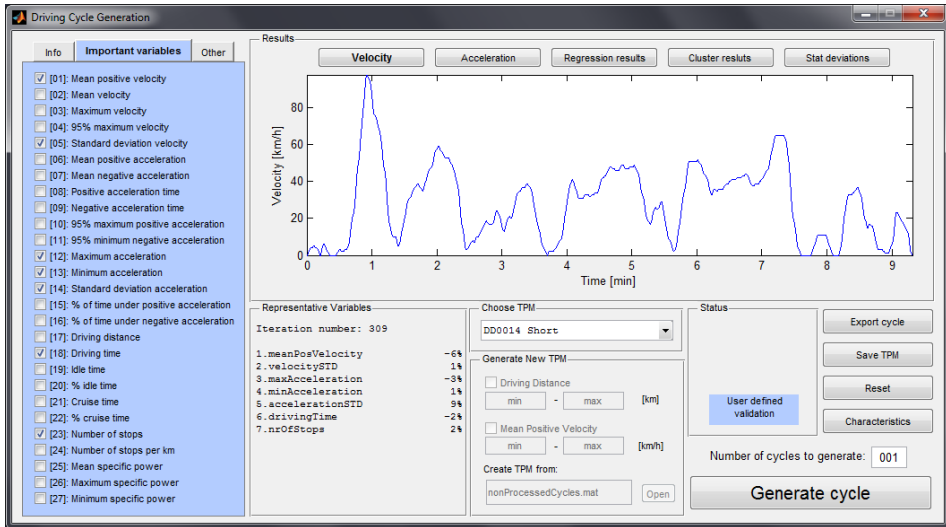 Driving Cycle Generation
Info
Important variables
Other
[01]: Mean positive velocity
[02]: Mean velocity
[03]: Maximum velocity
[04]: 95% maximum velocity
[05]: Standard deviation velocity
[06]: Mean positive acceleration
[07]: Mean negative acceleration
[08]: Positive acceleration time
[09]: Negative acceleration time
[10]: 95% maximum positive acceleration
[11]: 95% minimum negative acceleration
[12]: Maximum acceleration
[13]: Minimum acceleration
[14]: Standard deviation acceleration
[15]: % of time under positive acceleration
[16]: % of time under negative acceleration
[17]: Driving distance
[18]: Driving time
[19]: Idle time
[20]: % idle time
[21]: Cruise time
[22]: % cruise time
[23]: Number of stops
[24]: Number of stops per km
[25]: Mean specific power
[26]: Maximum specific power
[27]: Minimum specific power
Results
Velocity
Acceleration
Regression results
Cluster resluts
Stat deviations
Velocity [km/h]
80
60
40
20
0
0 1 2 3 4 5 6 7 8 9
Time [min]
Representative Variables
Iteration number: 309
1.meanPosVelocity -6%
2.velocitySTD 1%
3.maxAcceleration -3%
4.minAcceleration 1%
5.accelerationSTD 9%
6.drivingTime -2%
7.nrOfStops 2%
Choose TPM
DD0014 Short
Generate New TPM
Driving Distance
min - max [km]
Mean Positive Velocity
min - max [km/h]
Create TPM from:
nonProcessedCycles.mat
Open
Status
User defined
validation
Export cycle
Save TPM
Reset
Characteristics
Number of cycles to generate: 001
Generate cycle